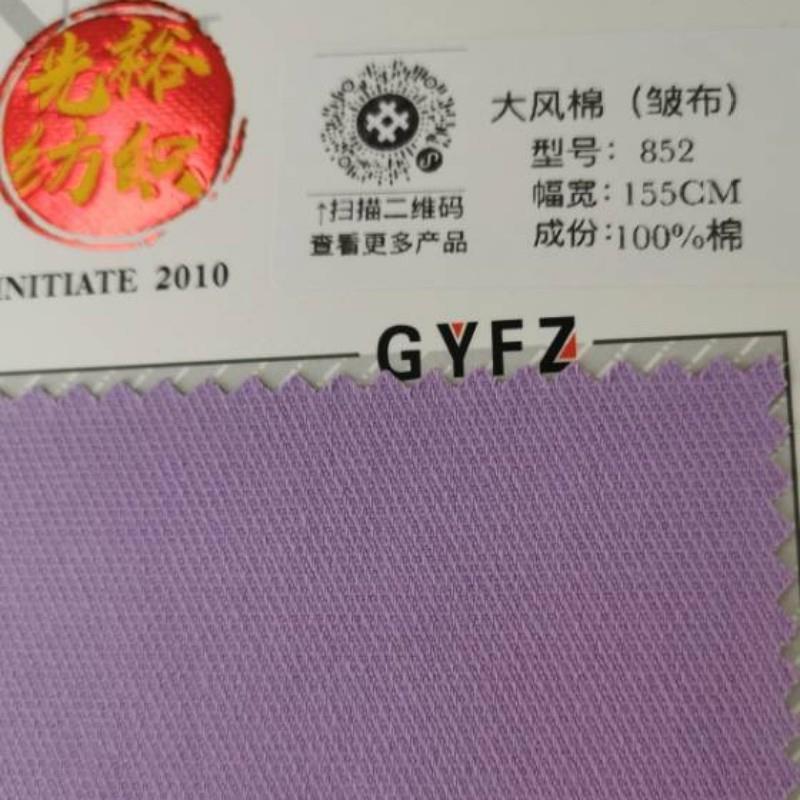 光裕
纺织
INITIATE 2010
↑扫描二维码
查看更多产品
大风棉（皱布）
型号：852
幅宽：155CM
成份：100%棉
GYFZ